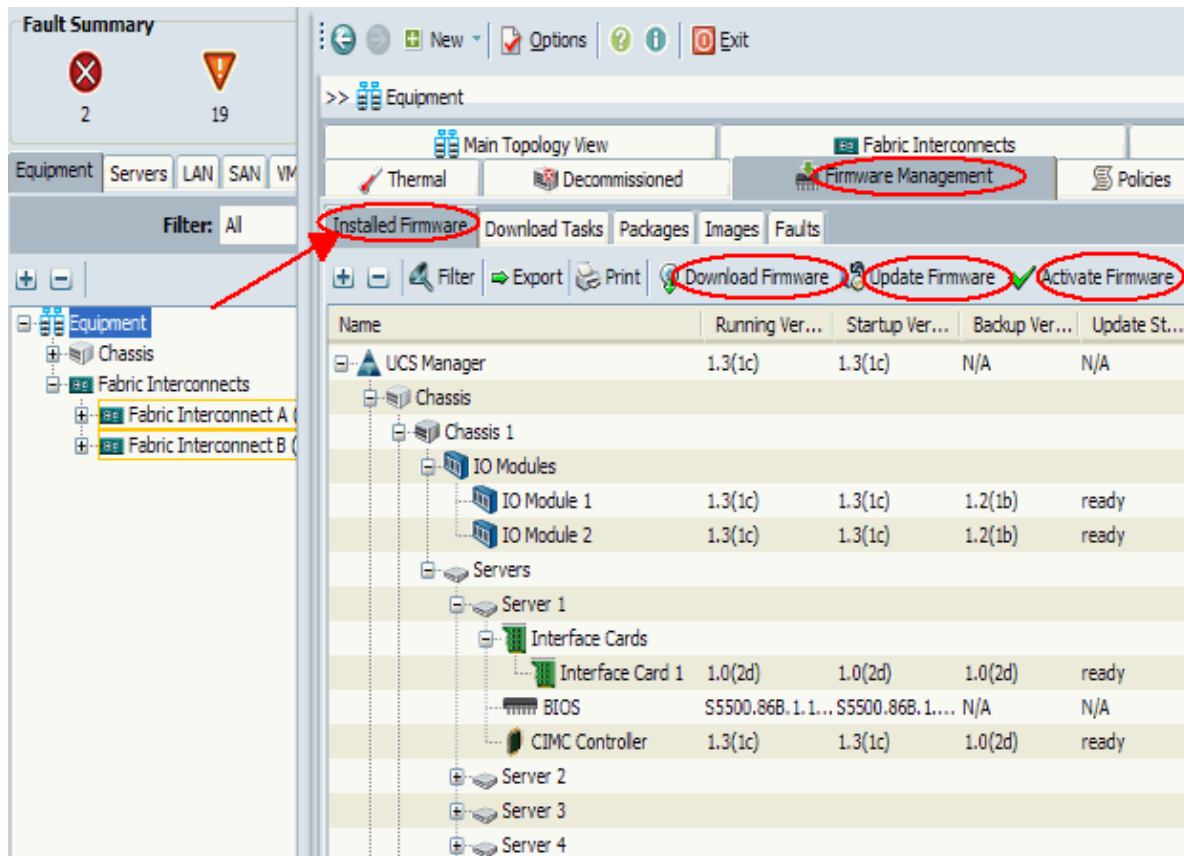 Fault Summary
2 19
Equipment Servers LAN SAN VM
Filter: All
Equipment
Chassis
Fabric Interconnects
Fabric Interconnect A (
Fabric Interconnect B (
New Options Exit
>> Equipment
Main Topology View Fabric Interconnects
Thermal Decommissioned Firmware Management Policies
Installed Firmware Download Tasks Packages Images Faults
Filter Export Print Download Firmware Update Firmware Activate Firmware
Name Running Ver... Startup Ver... Backup Ver... Update St...
UCS Manager 1.3(1c) 1.3(1c) N/A N/A
Chassis
Chassis 1
IO Modules
IO Module 1 1.3(1c) 1.3(1c) 1.2(1b) ready
IO Module 2 1.3(1c) 1.3(1c) 1.2(1b) ready
Servers
Server 1
Interface Cards
Interface Card 1 1.0(2d) 1.0(2d) 1.0(2d) ready
BIOS S5500.86B.1.1... S5500.86B.1.... N/A N/A
CIMC Controller 1.3(1c) 1.3(1c) 1.0(2d) ready
Server 2
Server 3
Server 4